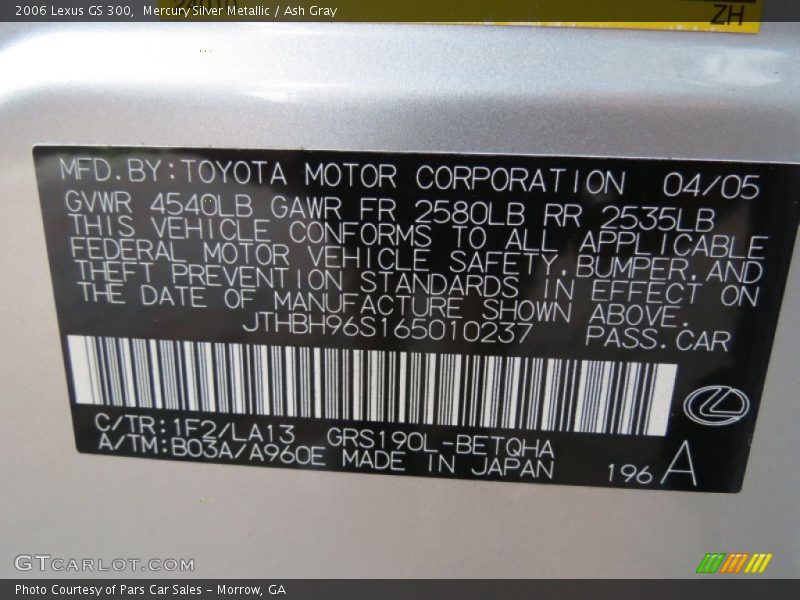 2006 Lexus GS 300, Mercury Silver Metallic / Ash Gray
ZH
MFD.BY:TOYOTA MOTOR CORPORATION 04/05
GVWR 4540LB GAWR FR 2580LB RR 2535LB
THIS VEHICLE CONFORMS TO ALL APPLICABLE
FEDERAL MOTOR VEHICLE SAFETY,BUMPER,AND
THEFT PREVENTION STANDARDS IN EFFECT ON
THE DATE OF MANUFACTURE SHOWN ABOVE.
JTHBH96S165010237 PASS.CAR
C/TR:1F2/LA13 GRS190L-BETQHA
A/TM:B03A/A960E MADE IN JAPAN 196 A
GTCARLOT.COM
Photo Courtesy of Pars Car Sales - Morrow, GA